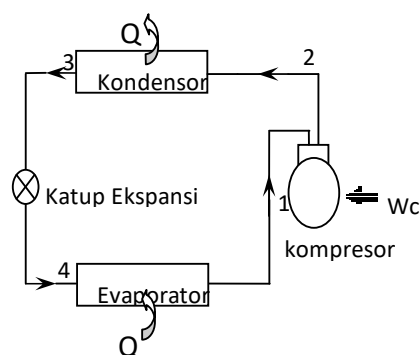 Q
3
2
Kondensor
Katup Ekspansi
1
Wc
kompresor
4
Evaporator
Q